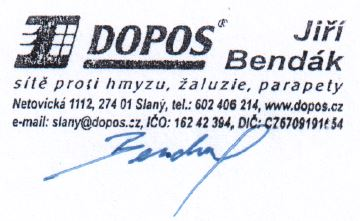 DOPOS® Jiří
Bendák
sítě proti hmyzu, žaluzie, parapety
Netovická 1112, 274 01 Slaný, tel.: 602 406 214, www.dopos.cz
e-mail: slany@dopos.cz, IČO: 162 42 394, DIČ: